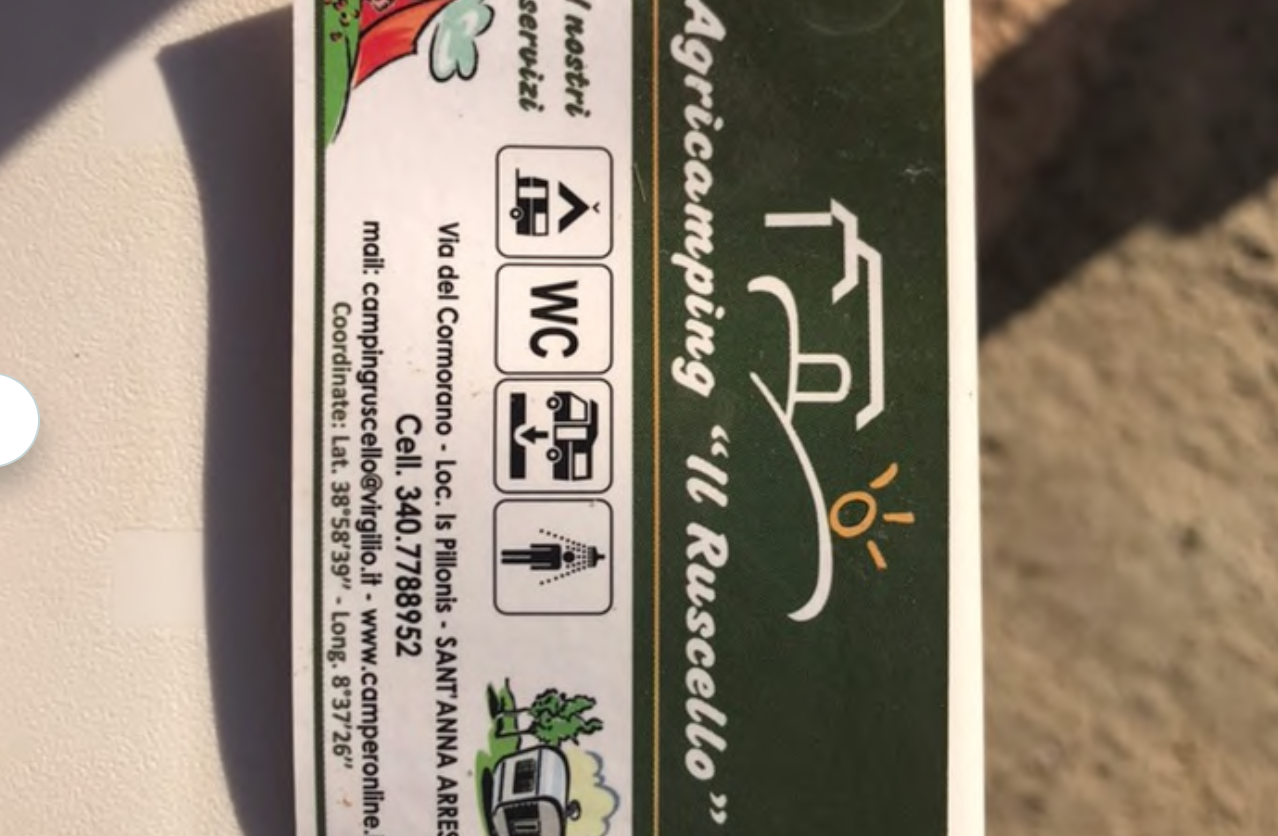 Agricamping “Il Ruscello”
I nostri
servizi
WC
Via del Cormorano - Loc. Is Pillonis - SANT'ANNA ARRES
Cell. 340.7788952
mail: campingruscello@virgilio.it - www.camperonline.
Coordinate: Lat. 38°58'39” - Long. 8°37'26”